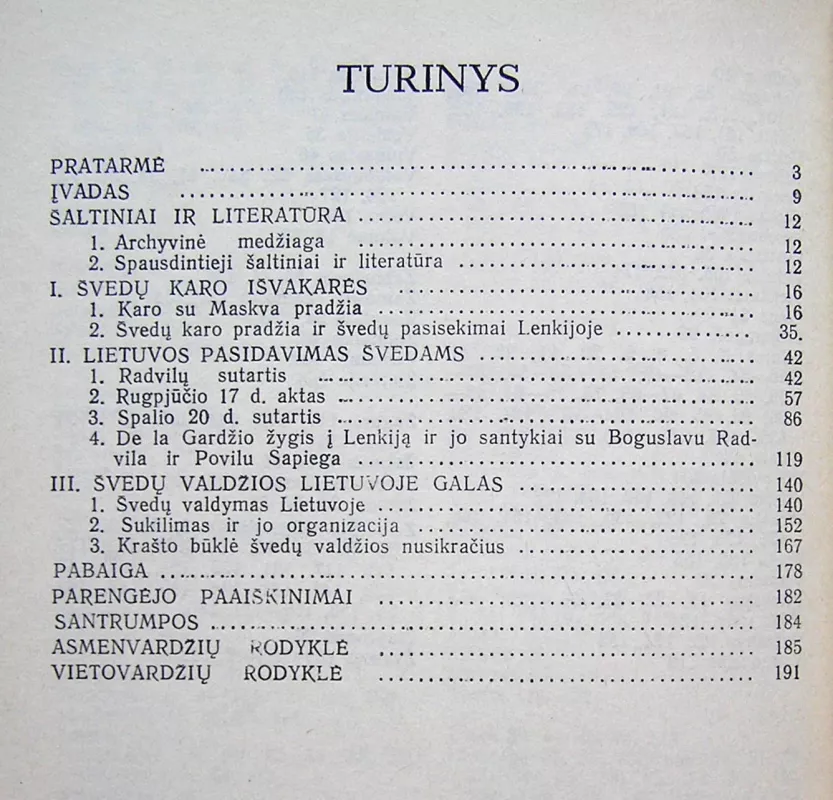 TURINYS
PRATARMĖ 3
ĮVADAS 9
ŠALTINIAI IR LITERATŪRA 12
1. Archyvinė medžiaga 12
2. Spausdintieji šaltiniai ir literatūra 12
I. ŠVEDŲ KARO IŠVAKARĖS 16
1. Karo su Maskva pradžia 16
2. Švedų karo pradžia ir švedų pasisekimai Lenkijoje 35.
II. LIETUVOS PASIDAVIMAS ŠVEDAMS 42
1. Radvilų sutartis 42
2. Rugpjūčio 17 d. aktas 57
3. Spalio 20 d. sutartis 86
4. De la Gardžio žygis į Lenkiją ir jo santykiai su Boguslavu Rad-
vila ir Povilu Sapiega 119
III. ŠVEDŲ VALDŽIOS LIETUVOJE GALAS 140
1. Švedų valdymas Lietuvoje 140
2. Sukilimas ir jo organizacija 152
3. Krašto būklė švedų valdžios nusikračius 167
PABAIGA 178
PARENGĖJO PAAIŠKINIMAI 182
SANTRUMPOS 184
ASMENVARDŽIŲ RODYKLĖ 185
VIETOVARDŽIŲ RODYKLĖ 191